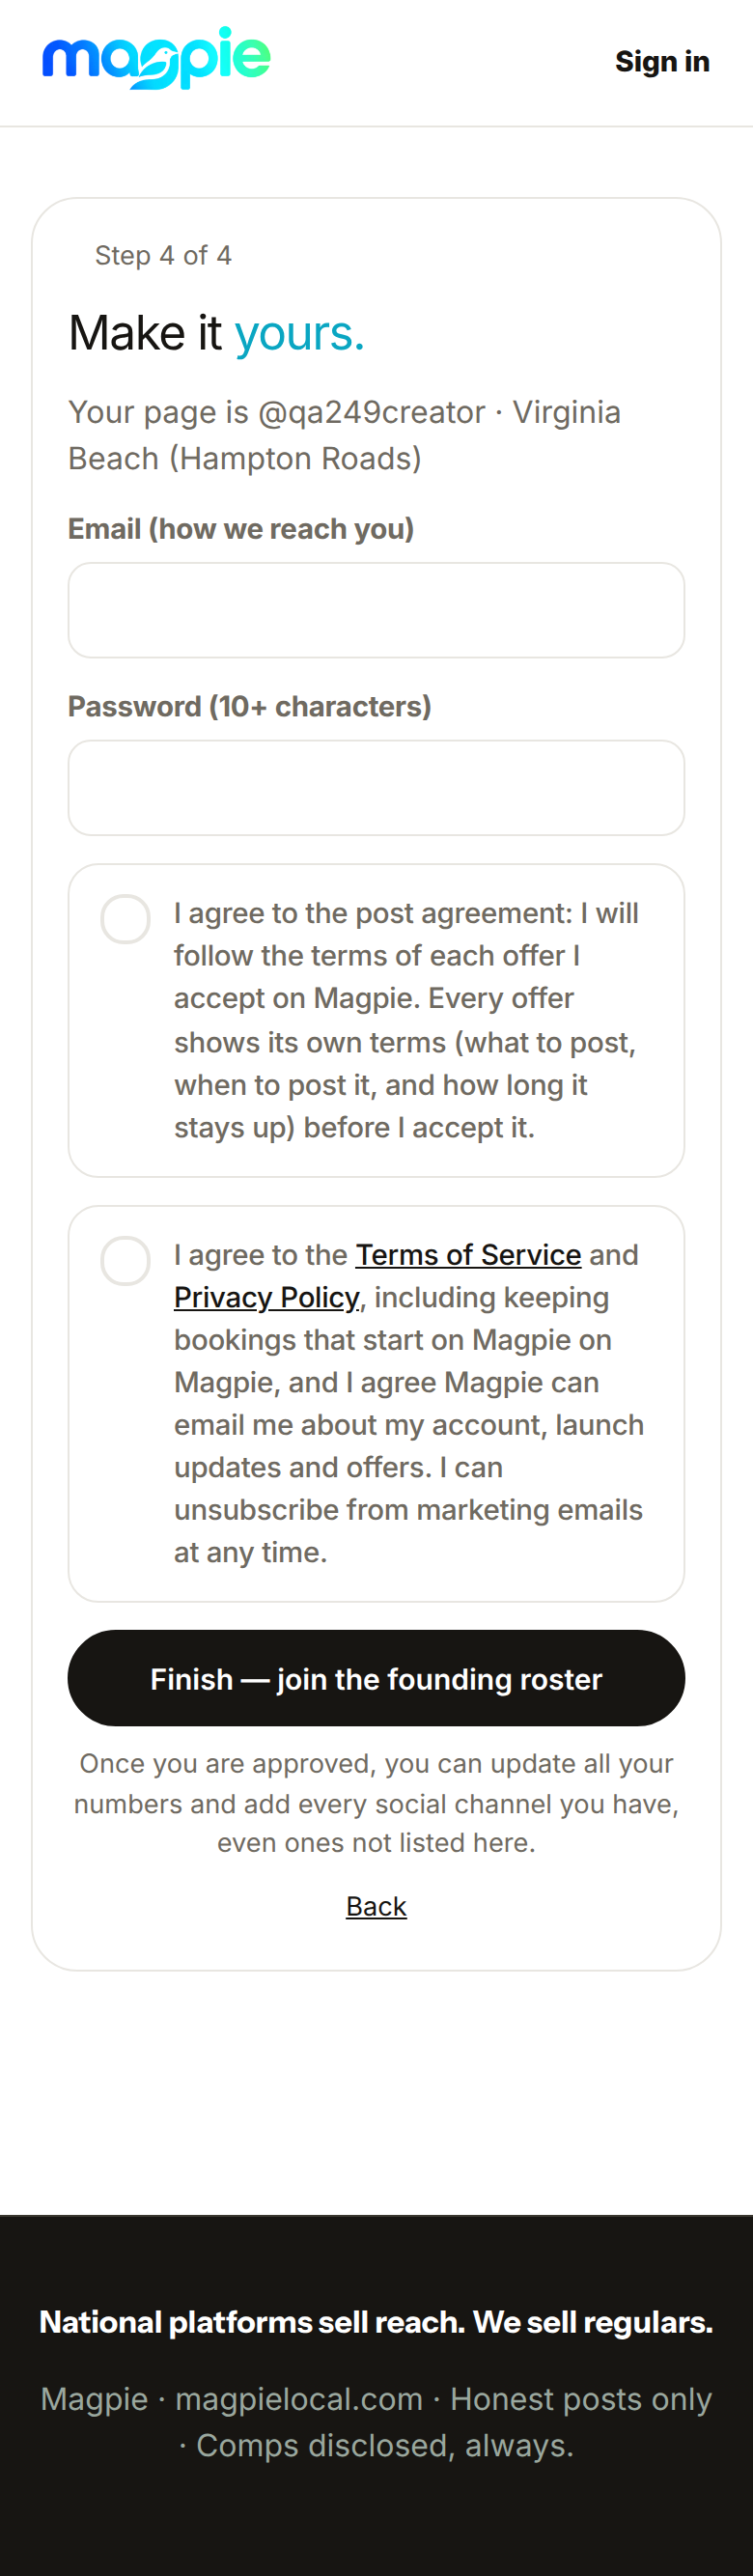 magpie
Sign in
Step 4 of 4
Make it yours.
Your page is @qa249creator · Virginia
Beach (Hampton Roads)
Email (how we reach you)
Password (10+ characters)
I agree to the post agreement: I will
follow the terms of each offer I
accept on Magpie. Every offer
shows its own terms (what to post,
when to post it, and how long it
stays up) before I accept it.
I agree to the Terms of Service and
Privacy Policy, including keeping
bookings that start on Magpie on
Magpie, and I agree Magpie can
email me about my account, launch
updates and offers. I can
unsubscribe from marketing emails
at any time.
Finish — join the founding roster
Once you are approved, you can update all your
numbers and add every social channel you have,
even ones not listed here.
Back
National platforms sell reach. We sell regulars.
Magpie · magpielocal.com · Honest posts only
· Comps disclosed, always.